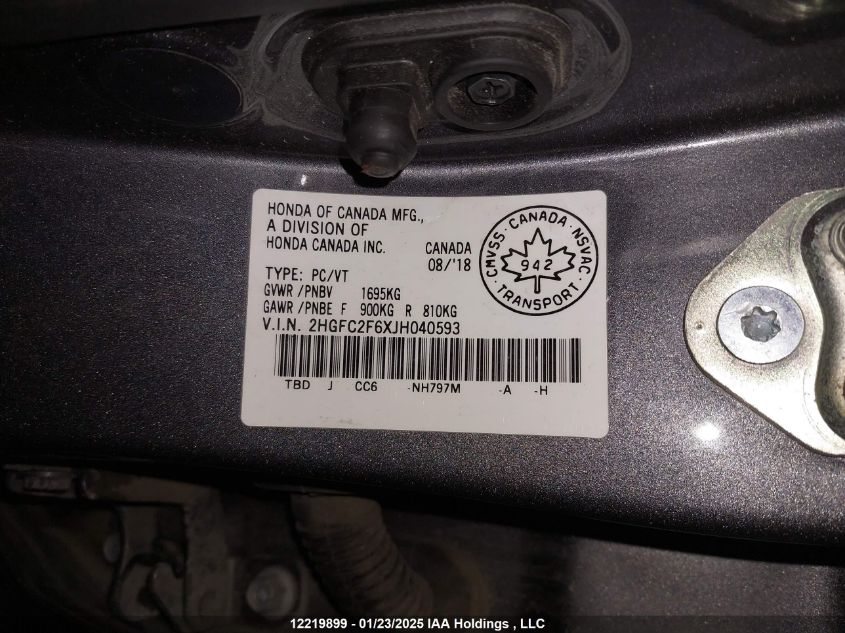 HONDA OF CANADA MFG.,
A DIVISION OF
HONDA CANADA INC. CANADA
08/'18
TYPE: PC/VT
GVWR /PNBV 1695KG
GAWR /PNBE F 900KG R 810KG
V.I.N. 2HGFC2F6XJH040593
TBD J CC6 -NH797M -A -H
CMVSS · CANADA · NSVAC
942
· TRANSPORT ·
12219899 - 01/23/2025 IAA Holdings , LLC